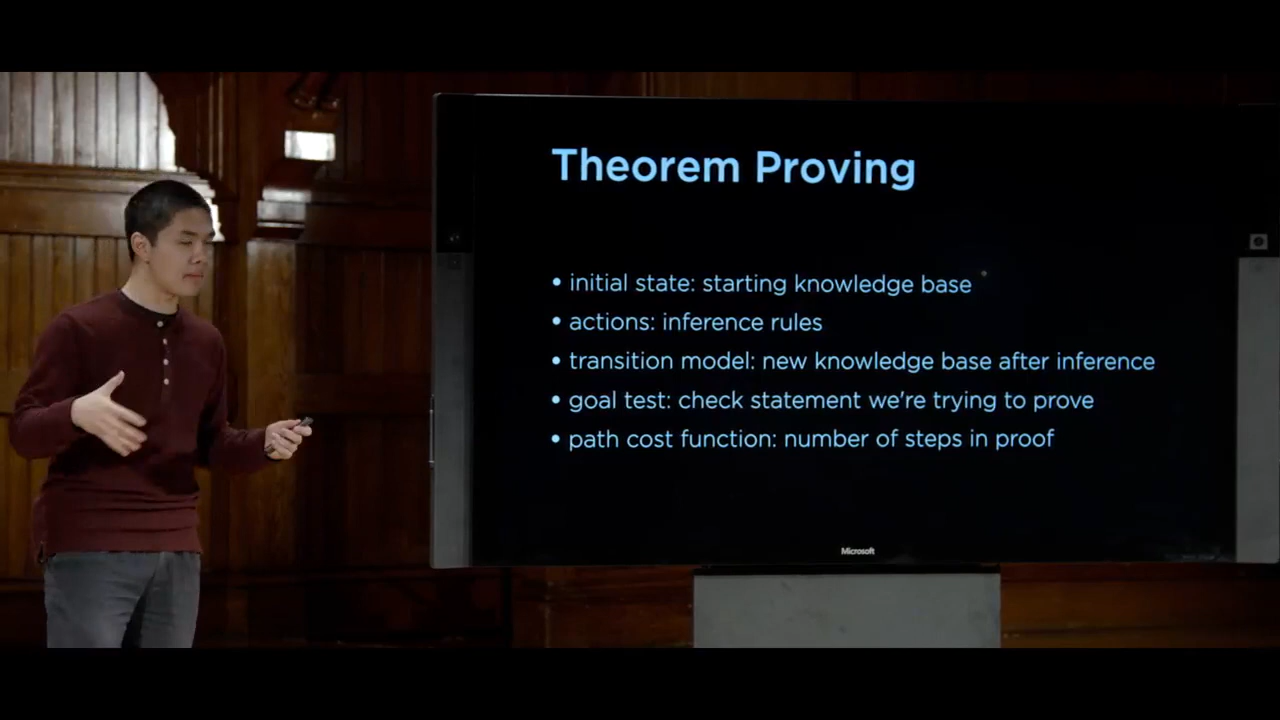 Theorem Proving
• initial state: starting knowledge base
• actions: inference rules
• transition model: new knowledge base after inference
• goal test: check statement we're trying to prove
• path cost function: number of steps in proof
Microsoft